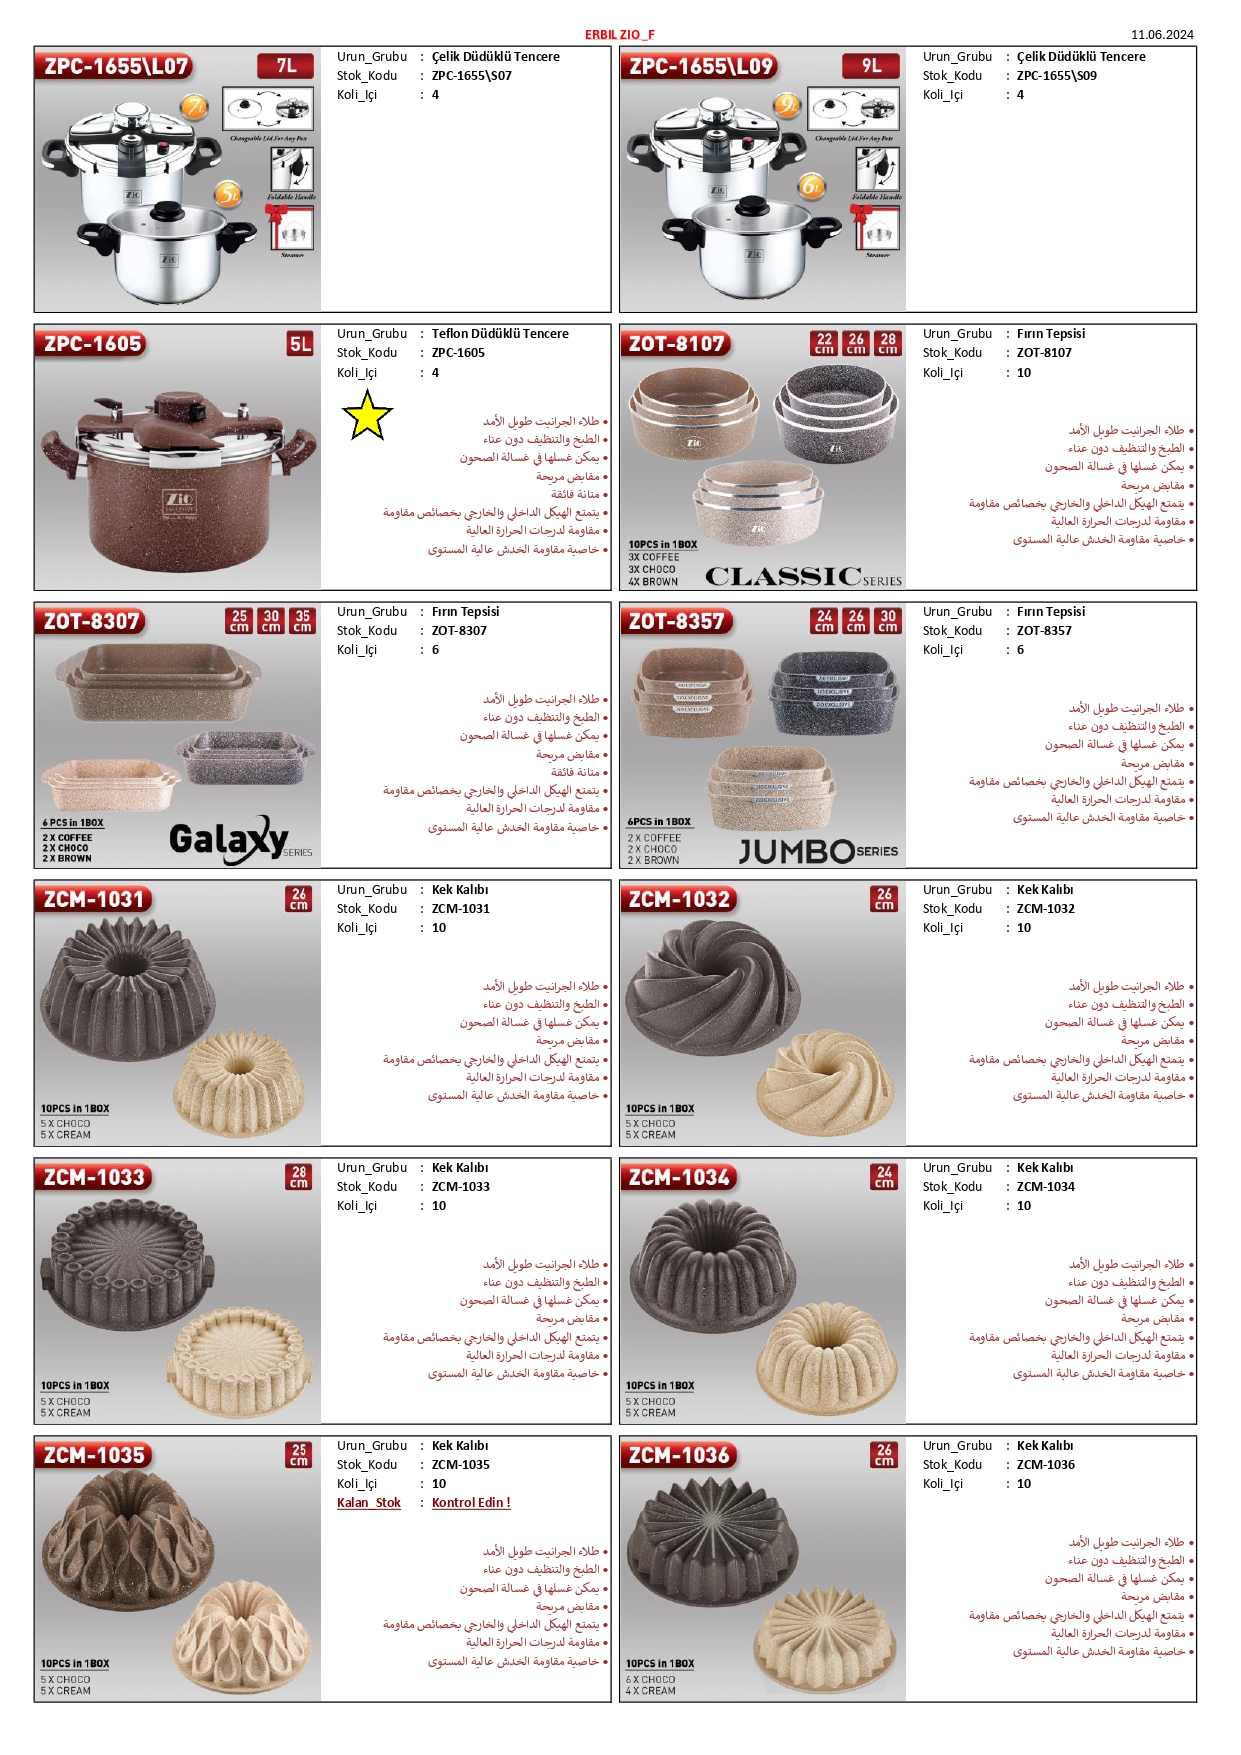 ERBIL ZIO_F
11.06.2024
ZPC-1655\L07
7L
7L
Changeable Lid For Any Pots
5L
Foldable Handle
Steamer
Zio
Zio
Urun_Grubu : Çelik Düdüklü Tencere
Stok_Kodu : ZPC-1655\S07
Koli_Içi : 4
ZPC-1655\L09
9L
9L
Changeable Lid For Any Pots
6L
Foldable Handle
Steamer
Zio
Zio
Urun_Grubu : Çelik Düdüklü Tencere
Stok_Kodu : ZPC-1655\S09
Koli_Içi : 4
ZPC-1605
5L
Zio
Urun_Grubu : Teflon Düdüklü Tencere
Stok_Kodu : ZPC-1605
Koli_Içi : 4
• طلاء الجرانيت طويل الأمد
• الطبخ والتنظيف دون عناء
• يمكن غسلها في غسالة الصحون
• مقابض مريحة
• متانة فائقة
• يتمتع الهيكل الداخلي والخارجي بخصائص مقاومة
• مقاومة لدرجات الحرارة العالية
• خاصية مقاومة الخدش عالية المستوى
ZOT-8107
22 cm 26 cm 28 cm
Zio
Zio
Zio
10PCS in 1BOX
3X COFFEE
3X CHOCO
4X BROWN
CLASSIC SERIES
Urun_Grubu : Fırın Tepsisi
Stok_Kodu : ZOT-8107
Koli_Içi : 10
• طلاء الجرانيت طويل الأمد
• الطبخ والتنظيف دون عناء
• يمكن غسلها في غسالة الصحون
• مقابض مريحة
• يتمتع الهيكل الداخلي والخارجي بخصائص مقاومة
• مقاومة لدرجات الحرارة العالية
• خاصية مقاومة الخدش عالية المستوى
ZOT-8307
25 cm 30 cm 35 cm
6 PCS in 1BOX
2 X COFFEE
2 X CHOCO
2 X BROWN
Galaxy SERIES
Urun_Grubu : Fırın Tepsisi
Stok_Kodu : ZOT-8307
Koli_Içi : 6
• طلاء الجرانيت طويل الأمد
• الطبخ والتنظيف دون عناء
• يمكن غسلها في غسالة الصحون
• مقابض مريحة
• متانة فائقة
• يتمتع الهيكل الداخلي والخارجي بخصائص مقاومة
• مقاومة لدرجات الحرارة العالية
• خاصية مقاومة الخدش عالية المستوى
ZOT-8357
24 cm 26 cm 30 cm
ZIO EXCLUSIVE
ZIO EXCLUSIVE
ZIO EXCLUSIVE
6PCS in 1BOX
2 X COFFEE
2 X CHOCO
2 X BROWN
JUMBO SERIES
Urun_Grubu : Fırın Tepsisi
Stok_Kodu : ZOT-8357
Koli_Içi : 6
• طلاء الجرانيت طويل الأمد
• الطبخ والتنظيف دون عناء
• يمكن غسلها في غسالة الصحون
• مقابض مريحة
• يتمتع الهيكل الداخلي والخارجي بخصائص مقاومة
• مقاومة لدرجات الحرارة العالية
• خاصية مقاومة الخدش عالية المستوى
ZCM-1031
26 cm
10PCS in 1BOX
5 X CHOCO
5 X CREAM
Urun_Grubu : Kek Kalıbı
Stok_Kodu : ZCM-1031
Koli_Içi : 10
• طلاء الجرانيت طويل الأمد
• الطبخ والتنظيف دون عناء
• يمكن غسلها في غسالة الصحون
• مقابض مريحة
• يتمتع الهيكل الداخلي والخارجي بخصائص مقاومة
• مقاومة لدرجات الحرارة العالية
• خاصية مقاومة الخدش عالية المستوى
ZCM-1032
26 cm
10PCS in 1BOX
5 X CHOCO
5 X CREAM
Urun_Grubu : Kek Kalıbı
Stok_Kodu : ZCM-1032
Koli_Içi : 10
• طلاء الجرانيت طويل الأمد
• الطبخ والتنظيف دون عناء
• يمكن غسلها في غسالة الصحون
• مقابض مريحة
• يتمتع الهيكل الداخلي والخارجي بخصائص مقاومة
• مقاومة لدرجات الحرارة العالية
• خاصية مقاومة الخدش عالية المستوى
ZCM-1033
28 cm
10PCS in 1BOX
5 X CHOCO
5 X CREAM
Urun_Grubu : Kek Kalıbı
Stok_Kodu : ZCM-1033
Koli_Içi : 10
• طلاء الجرانيت طويل الأمد
• الطبخ والتنظيف دون عناء
• يمكن غسلها في غسالة الصحون
• مقابض مريحة
• يتمتع الهيكل الداخلي والخارجي بخصائص مقاومة
• مقاومة لدرجات الحرارة العالية
• خاصية مقاومة الخدش عالية المستوى
ZCM-1034
24 cm
10PCS in 1BOX
5 X CHOCO
5 X CREAM
Urun_Grubu : Kek Kalıbı
Stok_Kodu : ZCM-1034
Koli_Içi : 10
• طلاء الجرانيت طويل الأمد
• الطبخ والتنظيف دون عناء
• يمكن غسلها في غسالة الصحون
• مقابض مريحة
• يتمتع الهيكل الداخلي والخارجي بخصائص مقاومة
• مقاومة لدرجات الحرارة العالية
• خاصية مقاومة الخدش عالية المستوى
ZCM-1035
25 cm
10PCS in 1BOX
5 X CHOCO
5 X CREAM
Urun_Grubu : Kek Kalıbı
Stok_Kodu : ZCM-1035
Koli_Içi : 10
Kalan_Stok : Kontrol Edin !
• طلاء الجرانيت طويل الأمد
• الطبخ والتنظيف دون عناء
• يمكن غسلها في غسالة الصحون
• مقابض مريحة
• يتمتع الهيكل الداخلي والخارجي بخصائص مقاومة
• مقاومة لدرجات الحرارة العالية
• خاصية مقاومة الخدش عالية المستوى
ZCM-1036
26 cm
10PCS in 1BOX
6 X CHOCO
4 X CREAM
Urun_Grubu : Kek Kalıbı
Stok_Kodu : ZCM-1036
Koli_Içi : 10
• طلاء الجرانيت طويل الأمد
• الطبخ والتنظيف دون عناء
• يمكن غسلها في غسالة الصحون
• مقابض مريحة
• يتمتع الهيكل الداخلي والخارجي بخصائص مقاومة
• مقاومة لدرجات الحرارة العالية
• خاصية مقاومة الخدش عالية المستوى